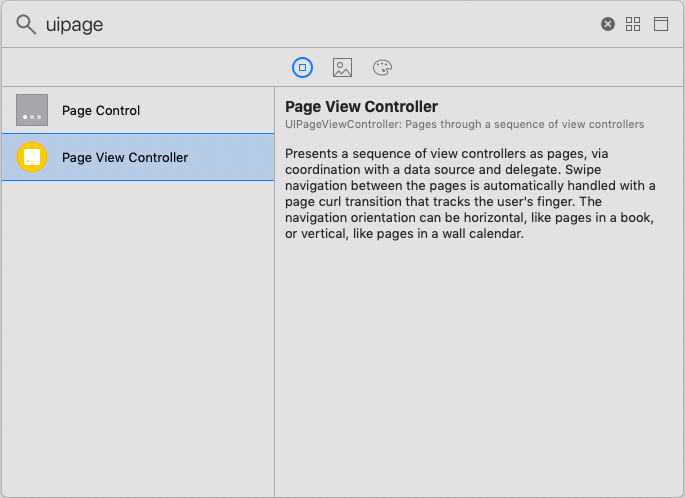 uipage
Page Control
Page View Controller
Page View Controller
UIPageViewController: Pages through a sequence of view controllers
Presents a sequence of view controllers as pages, via
coordination with a data source and delegate. Swipe
navigation between the pages is automatically handled with a
page curl transition that tracks the user's finger. The
navigation orientation can be horizontal, like pages in a book,
or vertical, like pages in a wall calendar.